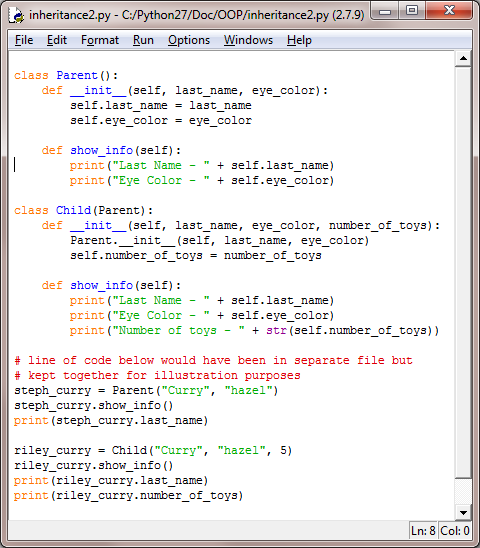 inheritance2.py - C:/Python27/Doc/OOP/inheritance2.py (2.7.9)
File Edit Format Run Options Windows Help
class Parent():
    def __init__(self, last_name, eye_color):
        self.last_name = last_name
        self.eye_color = eye_color
    def show_info(self):
        print("Last Name - " + self.last_name)
        print("Eye Color - " + self.eye_color)
class Child(Parent):
    def __init__(self, last_name, eye_color, number_of_toys):
        Parent.__init__(self, last_name, eye_color)
        self.number_of_toys = number_of_toys
    def show_info(self):
        print("Last Name - " + self.last_name)
        print("Eye Color - " + self.eye_color)
        print("Number of toys - " + str(self.number_of_toys))
# line of code below would have been in separate file but
# kept together for illustration purposes
steph_curry = Parent("Curry", "hazel")
steph_curry.show_info()
print(steph_curry.last_name)
riley_curry = Child("Curry", "hazel", 5)
riley_curry.show_info()
print(riley_curry.last_name)
print(riley_curry.number_of_toys)
Ln: 8 Col: 0